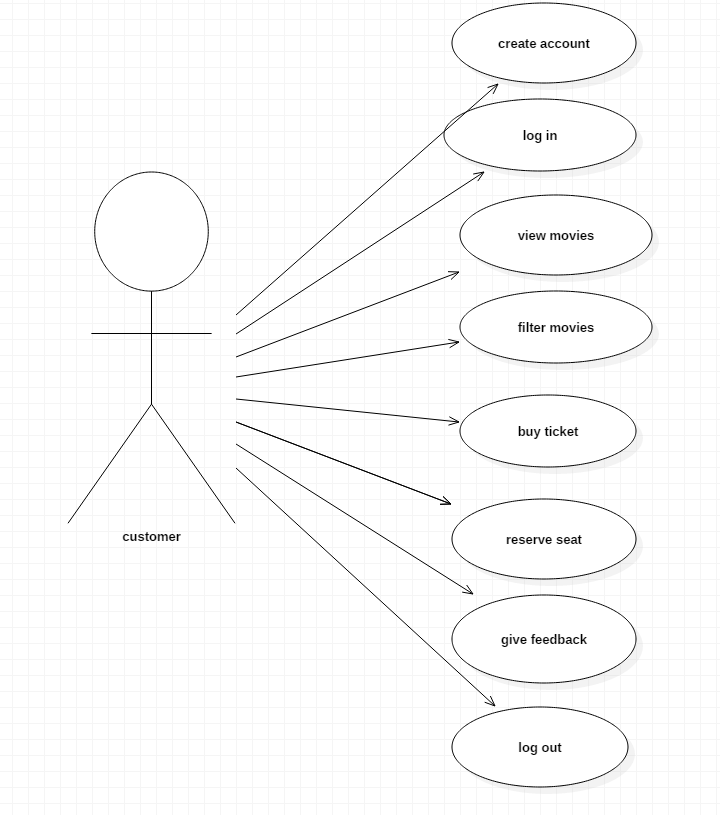 create account
log in
view movies
filter movies
buy ticket
reserve seat
customer
give feedback
log out